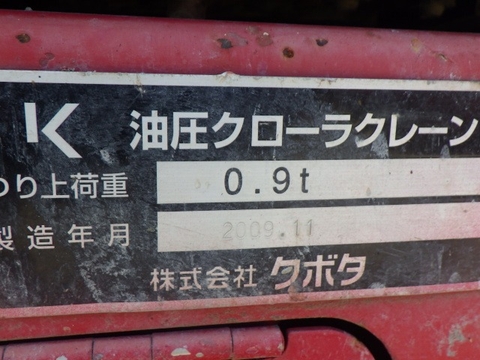 K 油圧クローラクレーン
つり上荷重 0.9t
製造年月 2009.11
株式会社 クボタ